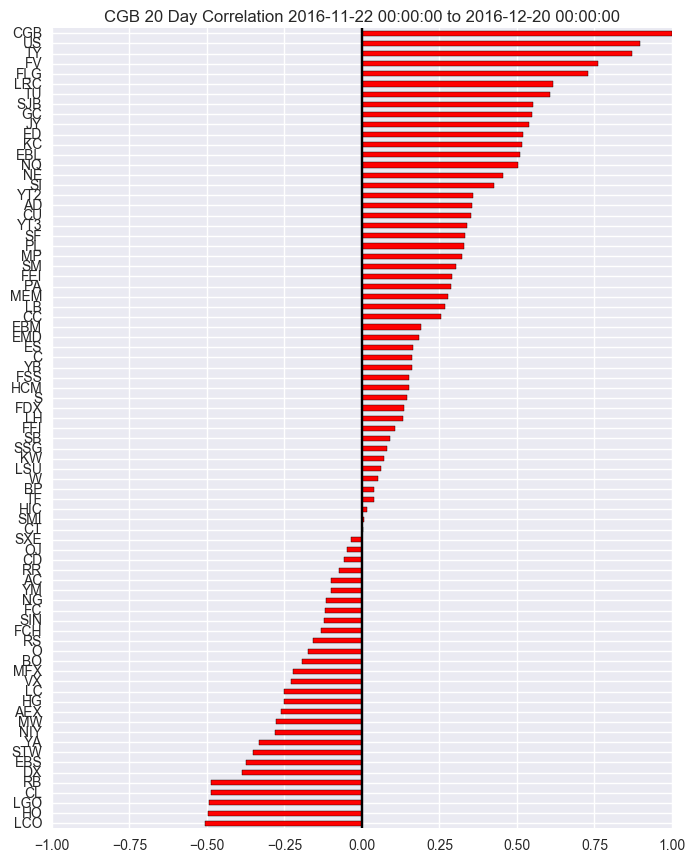 CGB 20 Day Correlation 2016-11-22 00:00:00 to 2016-12-20 00:00:00
CGB
US
TY
FV
FLG
LRC
TU
SJB
GC
JY
ED
KC
EBL
NQ
NE
SI
YT2
AD
CU
YT3
SF
PL
MP
SM
FEI
PA
MEM
LB
CC
EBM
EMD
ES
C
YB
FSS
HCM
S
FDX
LH
SB
SSG
KW
LSU
W
BP
TF
HIC
SMI
CT
SXE
OJ
CD
RR
AC
YM
NG
FC
SIN
FCH
RS
O
BO
MFX
VX
LC
HG
AEX
MW
NIY
YA
STW
EBS
DX
RB
CL
LGO
HO
LCO
−1.00 −0.75 −0.50 −0.25 0.00 0.25 0.50 0.75 1.00